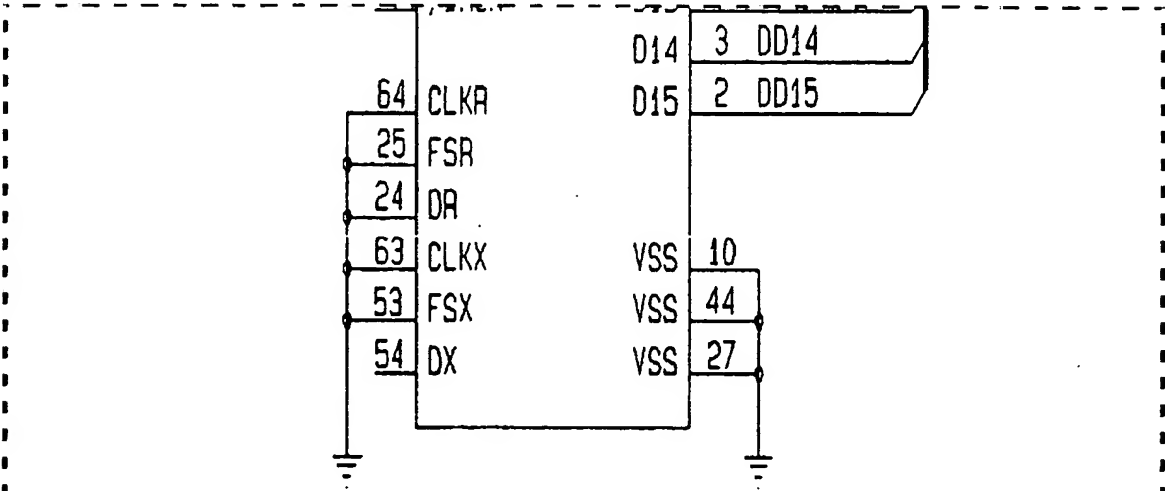 D14 3 DD14
D15 2 DD15
64 CLKR
25 FSR
24 DR
63 CLKX
53 FSX
54 DX
VSS 10
VSS 44
VSS 27